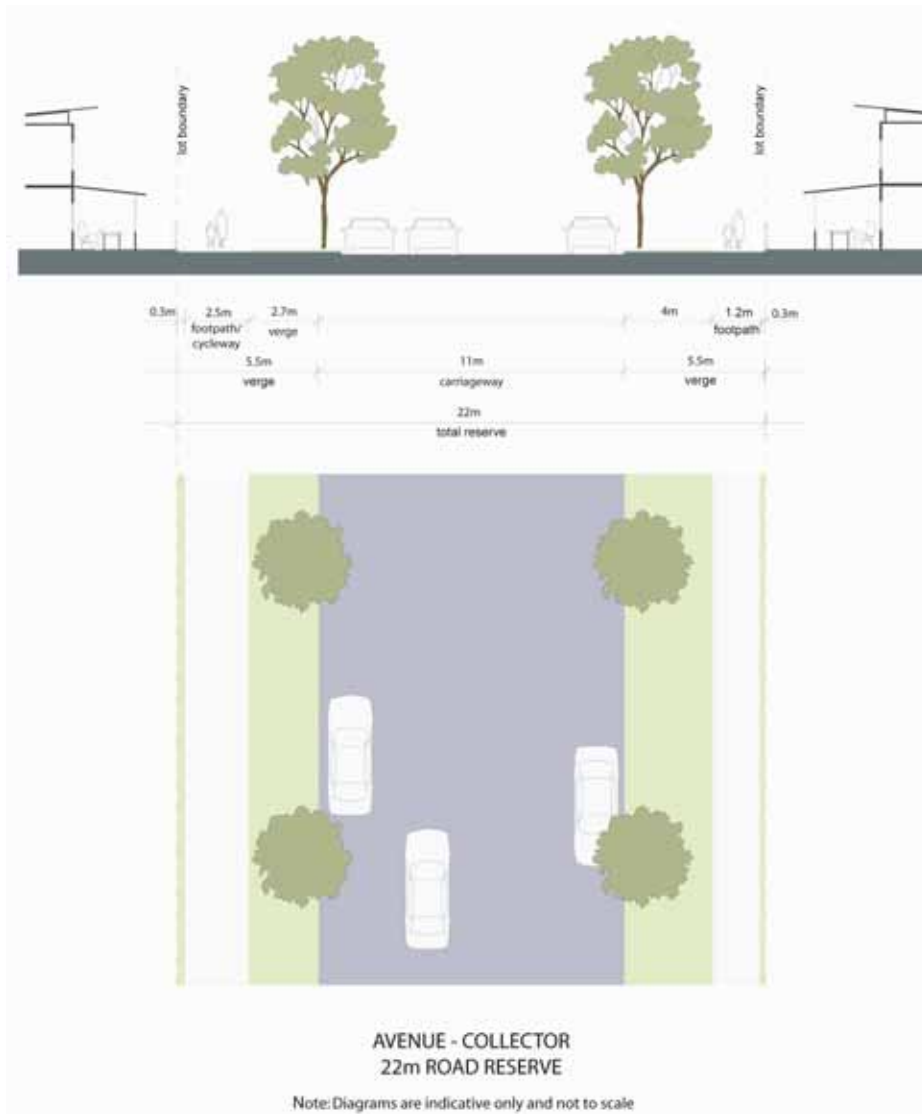 lot boundary
lot boundary
0.3m 2.5m 2.7m 4m 1.2m 0.3m
footpath/ verge footpath
cycleway
5.5m 11m 5.5m
verge carriageway verge
22m
total reserve
AVENUE - COLLECTOR
22m ROAD RESERVE
Note: Diagrams are indicative only and not to scale